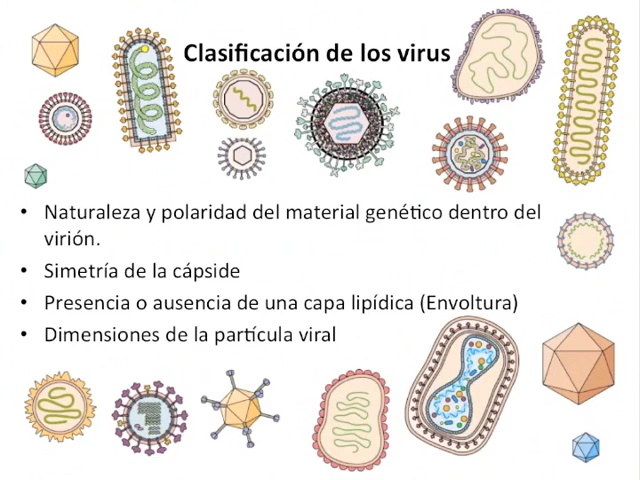 Clasificación de los virus
• Naturaleza y polaridad del material genético dentro del
virión.
• Simetría de la cápside
• Presencia o ausencia de una capa lipídica (Envoltura)
• Dimensiones de la partícula viral